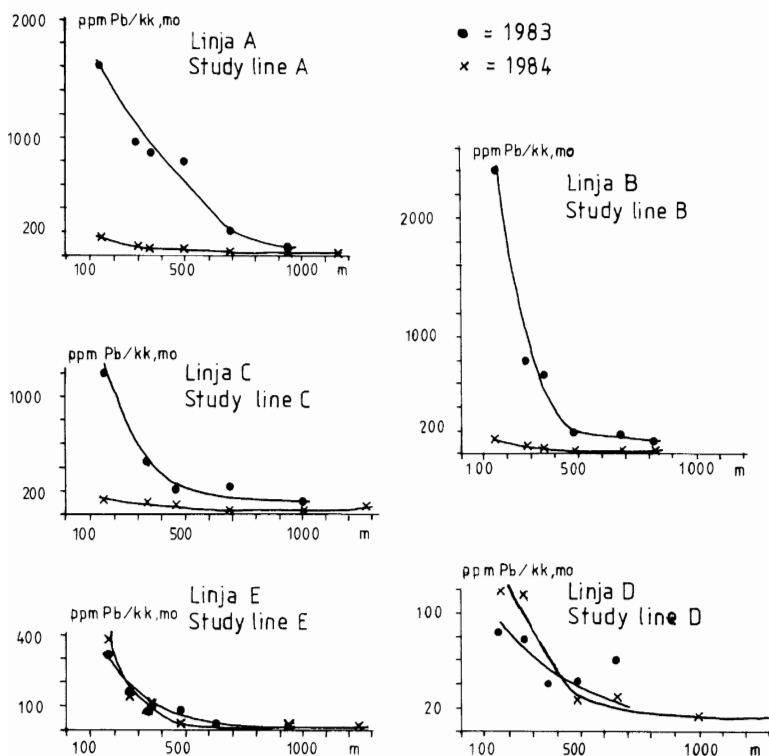 ppm Pb/kk,mo
2000
1000
200
100
500
1000
m
Linja A
Study line A
• = 1983
× = 1984
ppm Pb/kk,mo
2000
1000
200
100
500
1000
m
Linja B
Study line B
ppm Pb/kk,mo
1000
200
100
500
1000
m
Linja C
Study line C
ppm Pb/kk,mo
400
100
100
500
1000
m
Linja E
Study line E
ppm Pb/kk,mo
100
20
100
500
1000
m
Linja D
Study line D